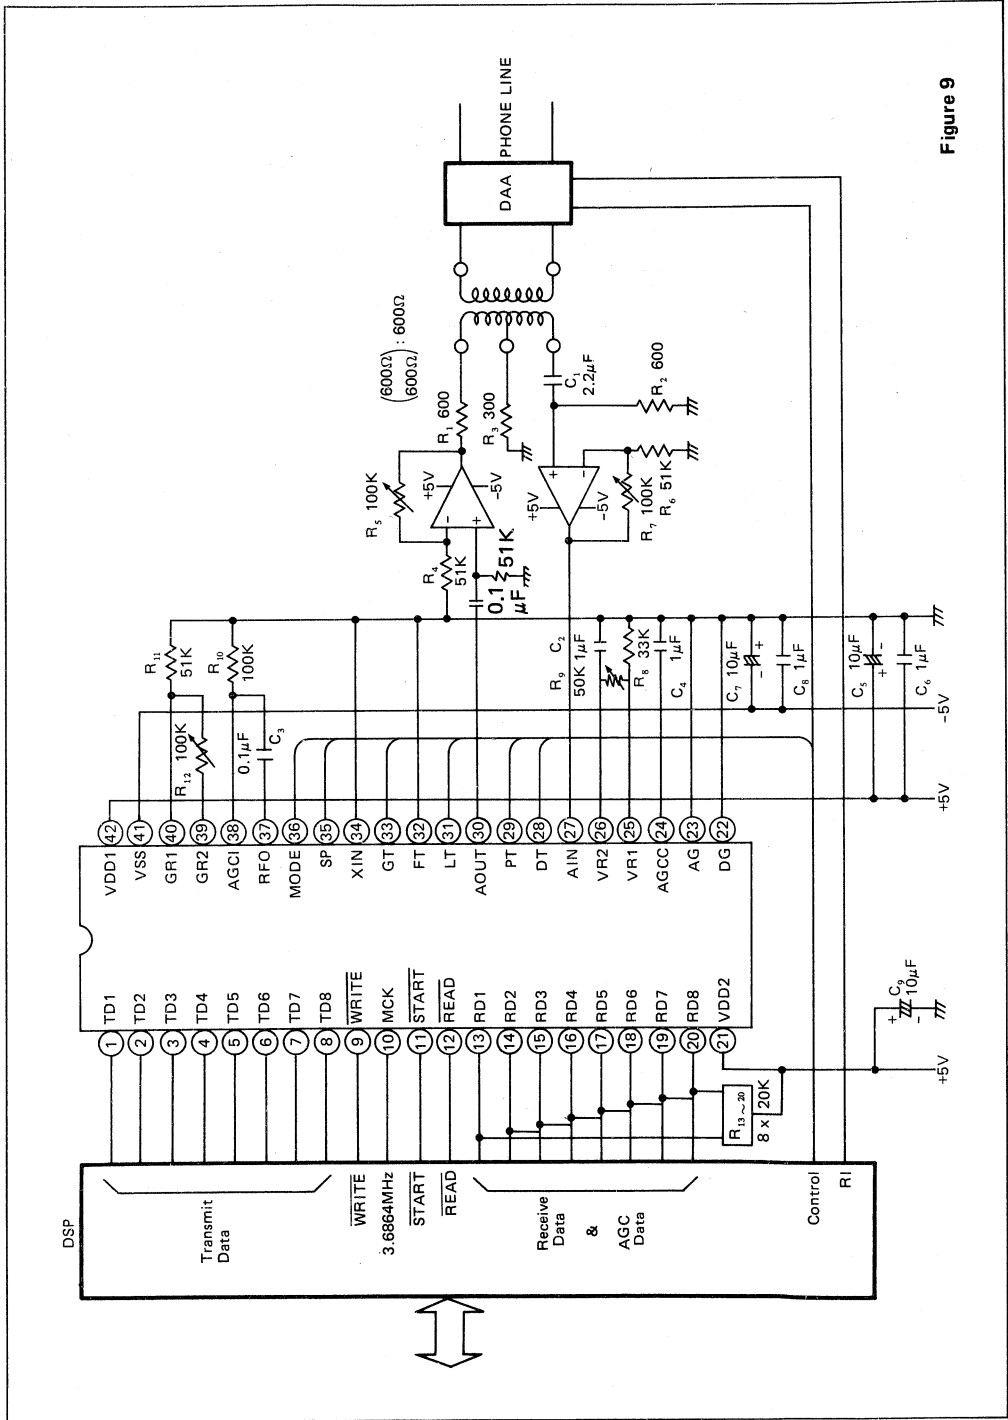 DSP
Transmit
Data
WRITE
3.6864MHz
START
READ
Receive
Data
&
AGC
Data
Control
RI
1 TD1
2 TD2
3 TD3
4 TD4
5 TD5
6 TD6
7 TD7
8 TD8
9 WRITE
10 MCK
11 START
12 READ
13 RD1
14 RD2
15 RD3
16 RD4
17 RD5
18 RD6
19 RD7
20 RD8
21 VDD2
R13~20
8 x 20K
+5V
+
-
C9
10μF
VDD1 42
VSS 41
GR1 40
GR2 39
AGCI 38
RFO 37
MODE 36
SP 35
XIN 34
GT 33
FT 32
LT 31
AOUT 30
PT 29
DT 28
AIN 27
VR2 26
VR1 25
AGCC 24
AG 23
DG 22
R11
51K
R12 100K
R10
100K
0.1μF
C3
R9
50K
C2
1μF
R8
33K
C4
1μF
C7 10μF
-
+
C8 1μF
C5 10μF
+
-
C6 1μF
+5V
-5V
R4
51K
R5 100K
+5V
-5V
-
+
0.1
μF
51K
R1 600
R3 300
(600Ω
600Ω) : 600Ω
C1
2.2μF
R2 600
+
-
+5V
-5V
R7 100K
R6 51K
DAA
PHONE LINE
Figure 9